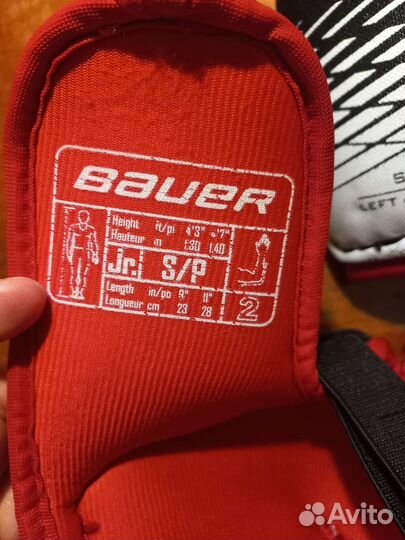 BAUER
Height ft/pi 4'3" 4'7"
Hauteur m 1.30 1.40
Jr. S/P
Length in/po 9" 11"
Longueur cm 23 28
2
S
LEFT
Avito